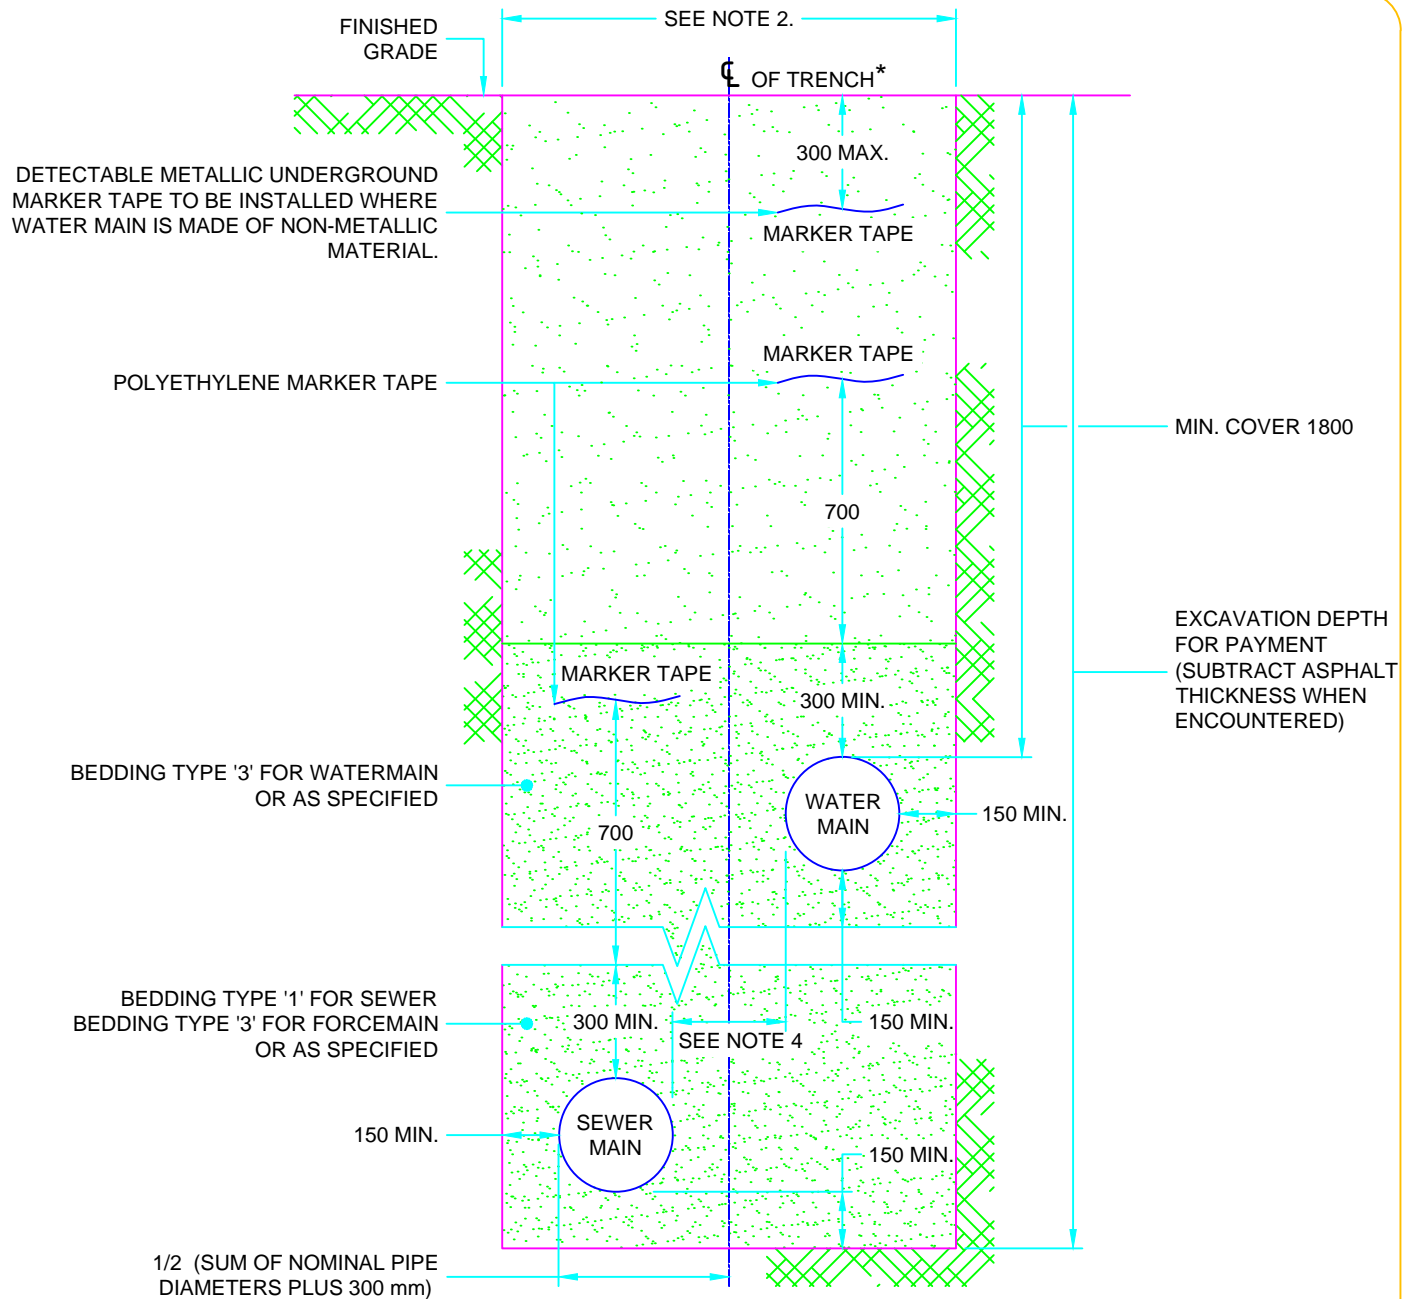 SEE NOTE 2.
FINISHED
GRADE
℄ OF TRENCH*
300 MAX.
DETECTABLE METALLIC UNDERGROUND
MARKER TAPE TO BE INSTALLED WHERE
WATER MAIN IS MADE OF NON-METALLIC
MATERIAL.
MARKER TAPE
MARKER TAPE
POLYETHYLENE MARKER TAPE
MIN. COVER 1800
700
EXCAVATION DEPTH
FOR PAYMENT
(SUBTRACT ASPHALT
THICKNESS WHEN
ENCOUNTERED)
MARKER TAPE
300 MIN.
BEDDING TYPE '3' FOR WATERMAIN
OR AS SPECIFIED
WATER
MAIN
150 MIN.
700
BEDDING TYPE '1' FOR SEWER
BEDDING TYPE '3' FOR FORCEMAIN
OR AS SPECIFIED
300 MIN.
150 MIN.
SEE NOTE 4
SEWER
MAIN
150 MIN.
150 MIN.
1/2 (SUM OF NOMINAL PIPE
DIAMETERS PLUS 300 mm)